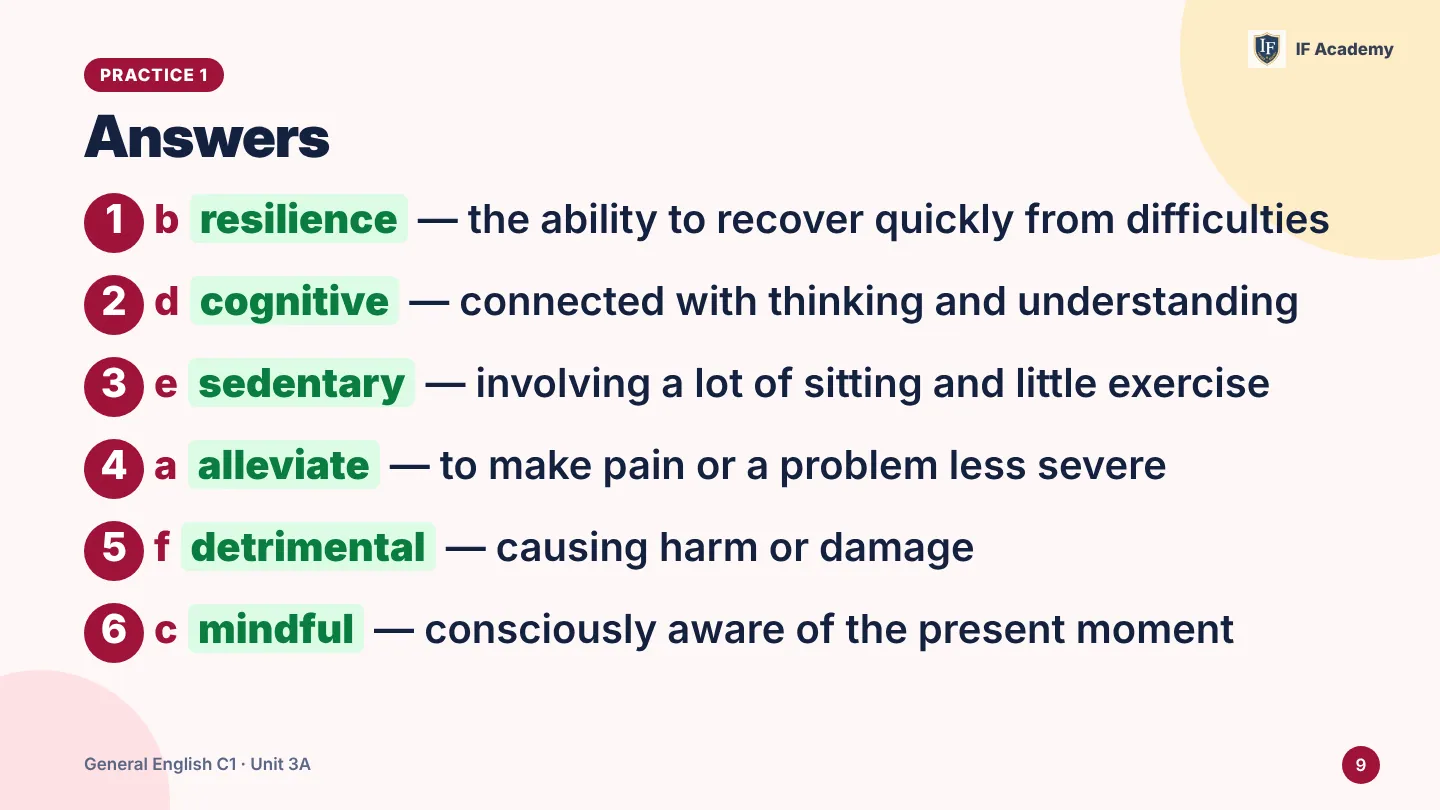 IF IF Academy
PRACTICE 1
Answers
1 b resilience — the ability to recover quickly from difficulties
2 d cognitive — connected with thinking and understanding
3 e sedentary — involving a lot of sitting and little exercise
4 a alleviate — to make pain or a problem less severe
5 f detrimental — causing harm or damage
6 c mindful — consciously aware of the present moment
General English C1 · Unit 3A
9